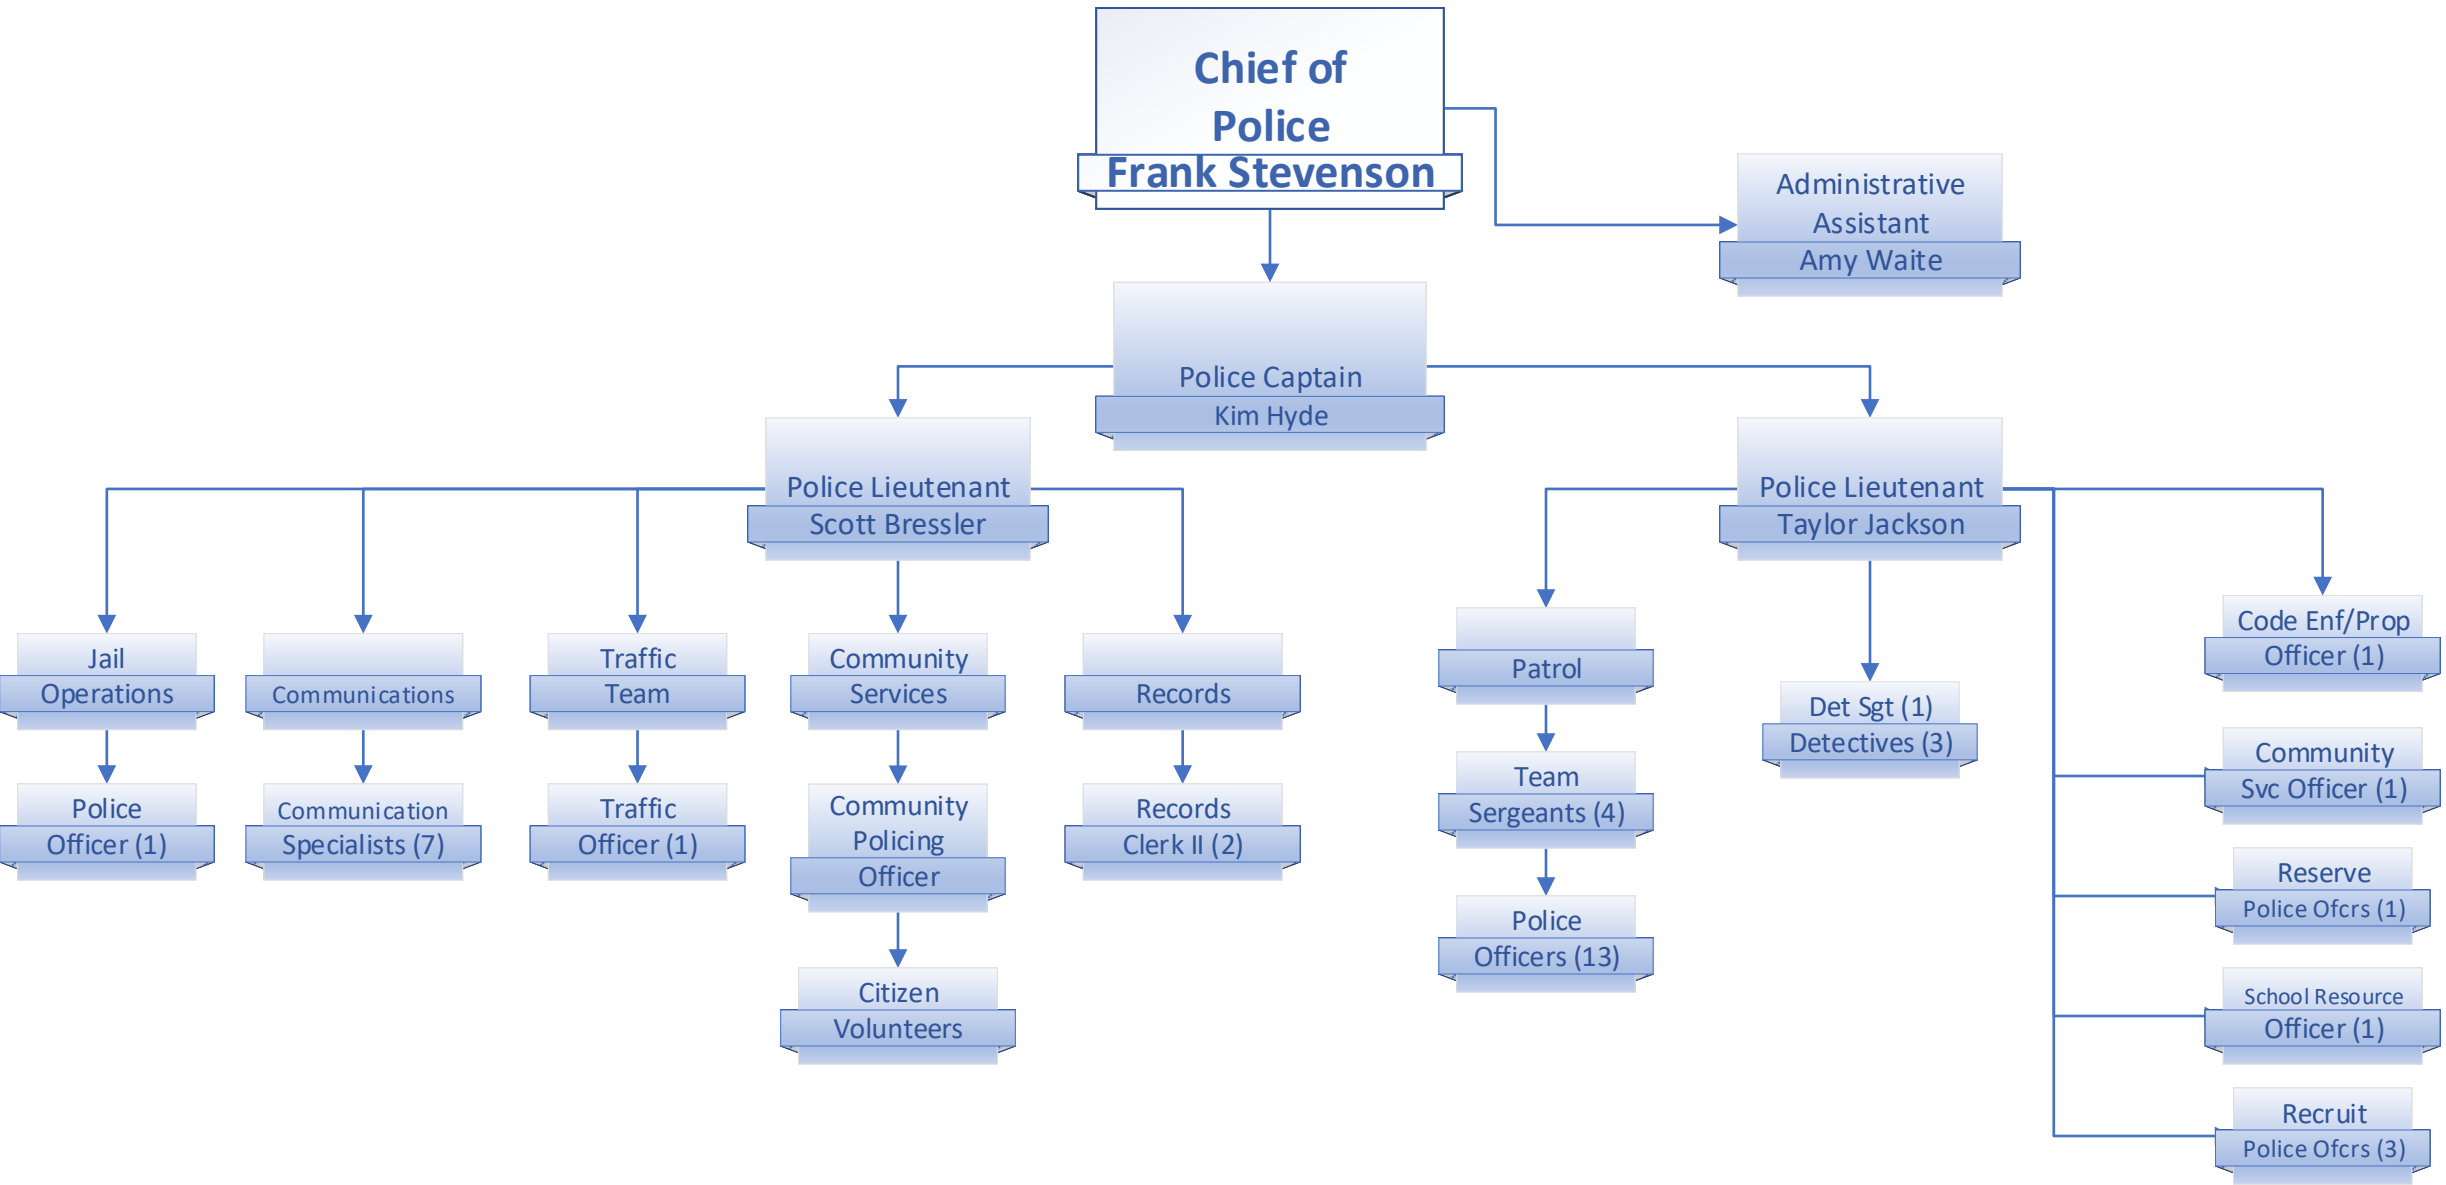 Chief of
Police
Frank Stevenson
Administrative
Assistant
Amy Waite
Police Captain
Kim Hyde
Police Lieutenant
Scott Bressler
Police Lieutenant
Taylor Jackson
Jail
Operations
Communications
Traffic
Team
Community
Services
Records
Police
Officer (1)
Communication
Specialists (7)
Traffic
Officer (1)
Community
Policing
Officer
Records
Clerk II (2)
Citizen
Volunteers
Patrol
Team
Sergeants (4)
Police
Officers (13)
Det Sgt (1)
Detectives (3)
Code Enf/Prop
Officer (1)
Community
Svc Officer (1)
Reserve
Police Ofcrs (1)
School Resource
Officer (1)
Recruit
Police Ofcrs (3)